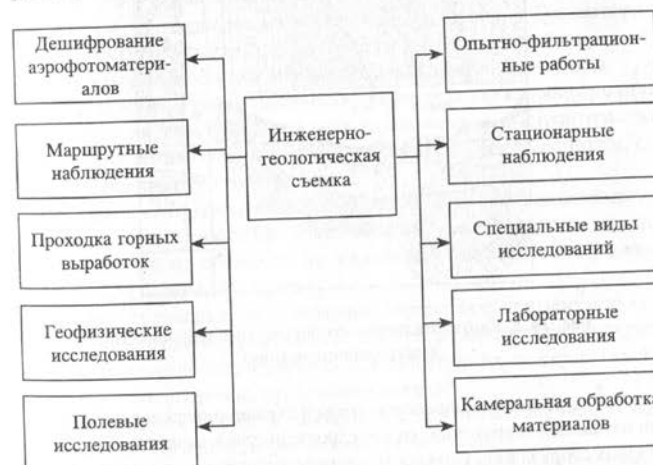 Дешифрование
аэрофотоматери-
алов
Маршрутные
наблюдения
Проходка горных
выработок
Геофизические
исследования
Полевые
исследования
Инженерно-
геологическая
съемка
Опытно-фильтрацион-
ные работы
Стационарные
наблюдения
Специальные виды
исследований
Лабораторные
исследования
Камеральная обработка
материалов